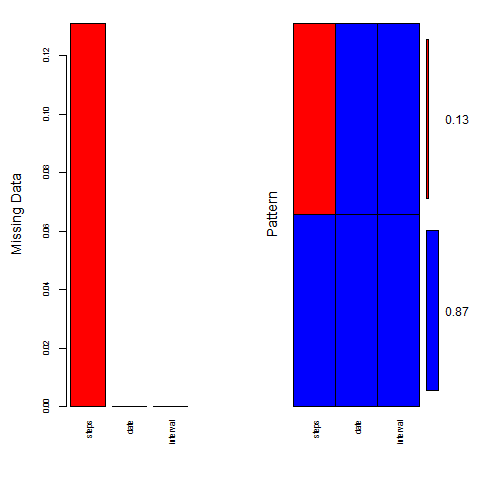 Missing Data
0.00
0.02
0.04
0.06
0.08
0.10
0.12
steps
date
interval
Pattern
steps
date
interval
0.13
0.87